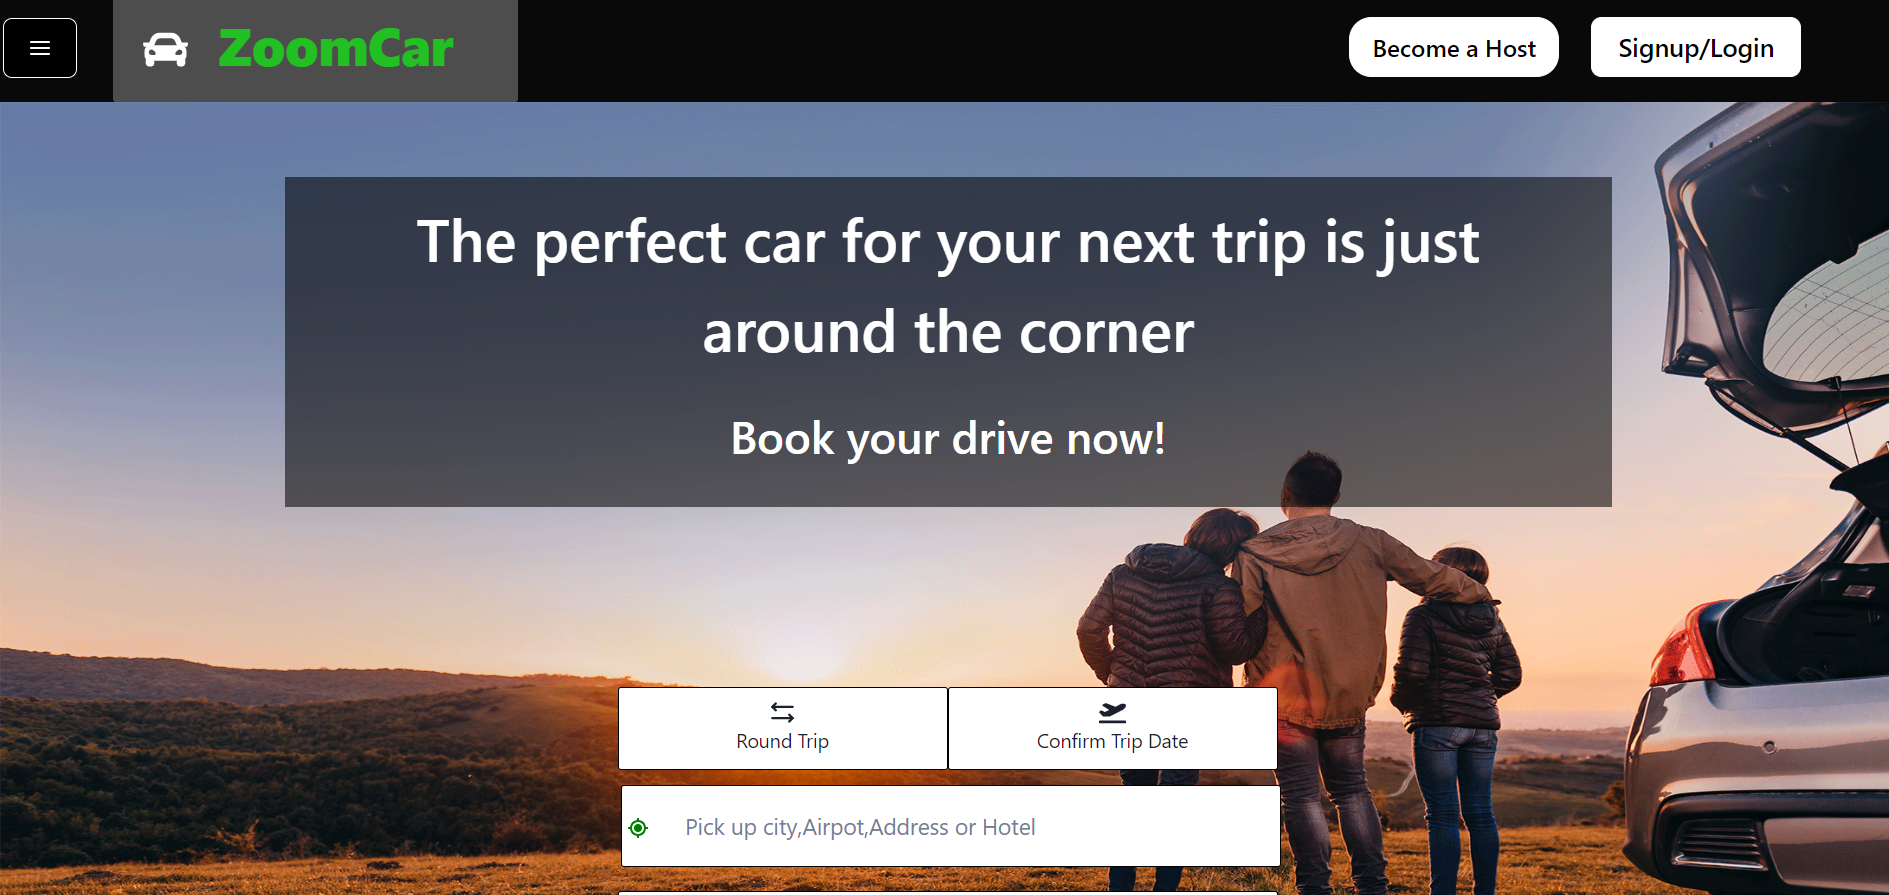 ZoomCar
Become a Host
Signup/Login
The perfect car for your next trip is just
around the corner
Book your drive now!
Round Trip
Confirm Trip Date
Pick up city,Airpot,Address or Hotel